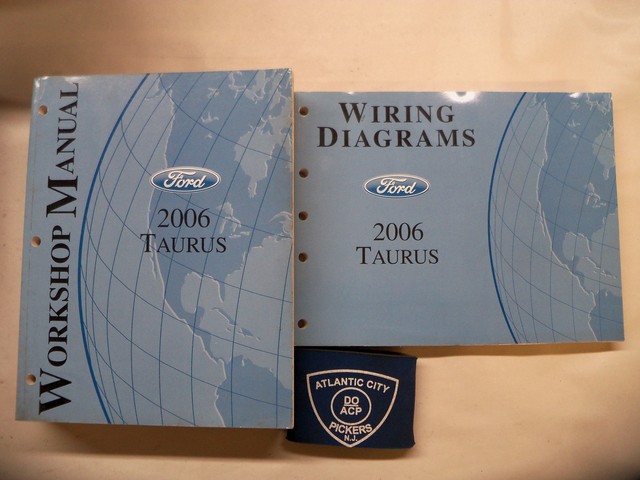 WORKSHOP MANUAL
Ford
2006
TAURUS
WIRING
DIAGRAMS
Ford
2006
TAURUS
ATLANTIC CITY
DO
ACP
PICKERS
N.J.